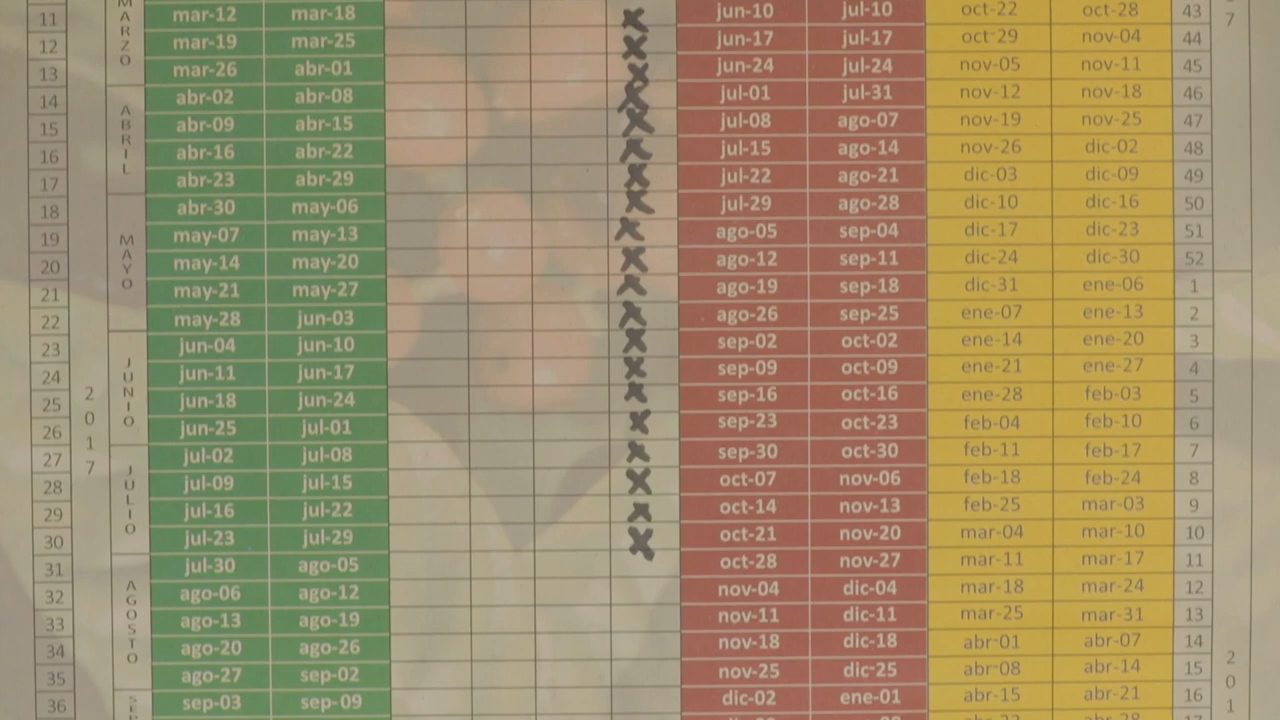 MARZO
11 mar-12 mar-18 X jun-10 jul-10 oct-22 oct-28 43
7
12 mar-19 mar-25 X jun-17 jul-17 oct-29 nov-04 44
13 mar-26 abr-01 X jun-24 jul-24 nov-05 nov-11 45
ABRIL
14 abr-02 abr-08 X jul-01 jul-31 nov-12 nov-18 46
15 abr-09 abr-15 X jul-08 ago-07 nov-19 nov-25 47
16 abr-16 abr-22 X jul-15 ago-14 nov-26 dic-02 48
17 abr-23 abr-29 X jul-22 ago-21 dic-03 dic-09 49
MAYO
18 abr-30 may-06 X jul-29 ago-28 dic-10 dic-16 50
19 may-07 may-13 X ago-05 sep-04 dic-17 dic-23 51
20 may-14 may-20 X ago-12 sep-11 dic-24 dic-30 52
21 may-21 may-27 X ago-19 sep-18 dic-31 ene-06 1
22 may-28 jun-03 X ago-26 sep-25 ene-07 ene-13 2
2017
JUNIO
23 jun-04 jun-10 X sep-02 oct-02 ene-14 ene-20 3
24 jun-11 jun-17 X sep-09 oct-09 ene-21 ene-27 4
25 jun-18 jun-24 X sep-16 oct-16 ene-28 feb-03 5
26 jun-25 jul-01 X sep-23 oct-23 feb-04 feb-10 6
JULIO
27 jul-02 jul-08 X sep-30 oct-30 feb-11 feb-17 7
28 jul-09 jul-15 X oct-07 nov-06 feb-18 feb-24 8
29 jul-16 jul-22 X oct-14 nov-13 feb-25 mar-03 9
30 jul-23 jul-29 X oct-21 nov-20 mar-04 mar-10 10
AGOSTO
31 jul-30 ago-05 oct-28 nov-27 mar-11 mar-17 11
32 ago-06 ago-12 nov-04 dic-04 mar-18 mar-24 12
33 ago-13 ago-19 nov-11 dic-11 mar-25 mar-31 13
34 ago-20 ago-26 nov-18 dic-18 abr-01 abr-07 14
35 ago-27 sep-02 nov-25 dic-25 abr-08 abr-14 15
201
36 sep-03 sep-09 dic-02 ene-01 abr-15 abr-21 16